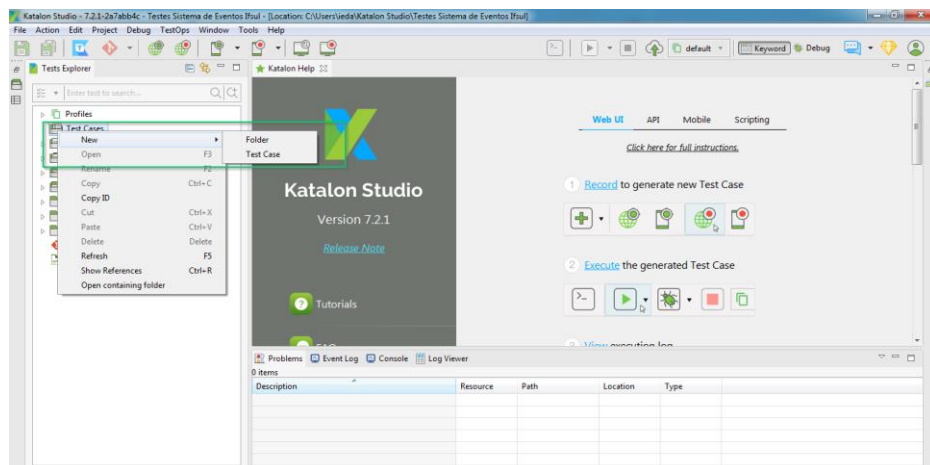 Katalon Studio - 7.2.1-2a7abb4c - Testes Sistema de Eventos Ifsul - [Location: C:\Users\ieda\Katalon Studio\Testes Sistema de Eventos Ifsul]
File Action Edit Project Debug TestOps Window Tools Help
default Keyword Debug
Tests Explorer
Katalon Help
Enter text to search...
Profiles
Test Cases
New
Folder
Open F3
Test Case
Rename F2
Copy Ctrl+C
Copy ID
Cut Ctrl+X
Paste Ctrl+V
Delete Delete
Refresh F5
Show References Ctrl+R
Open containing folder
Katalon Studio
Version 7.2.1
Release Note
Tutorials
FAQ
Web UI API Mobile Scripting
Click here for full instructions.
1 Record to generate new Test Case
2 Execute the generated Test Case
3 View execution log
Problems Event Log Console Log Viewer
0 items
Description Resource Path Location Type